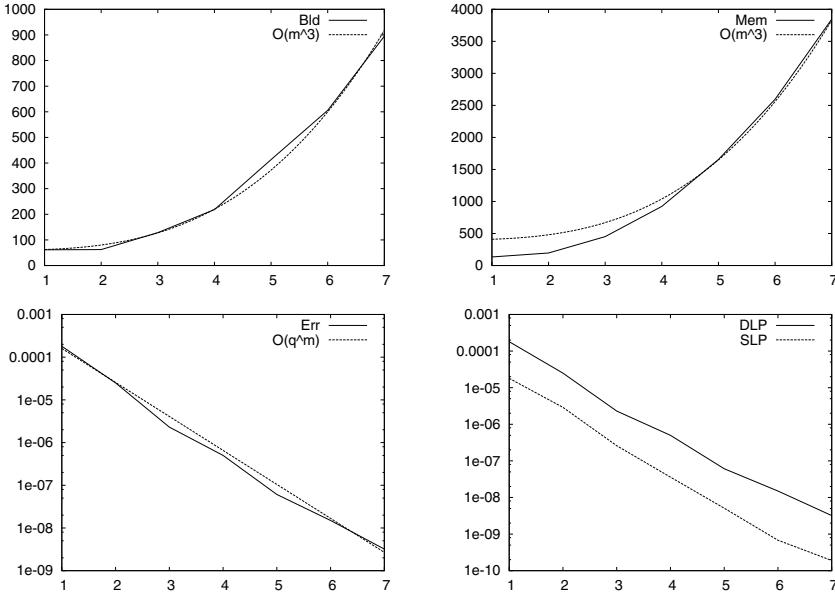 1000
900
800
700
600
500
400
300
200
100
0
1 2 3 4 5 6 7
Bld
O(m^3)
4000
3500
3000
2500
2000
1500
1000
500
0
1 2 3 4 5 6 7
Mem
O(m^3)
0.001
0.0001
1e-05
1e-06
1e-07
1e-08
1e-09
1 2 3 4 5 6 7
Err
O(q^m)
0.001
0.0001
1e-05
1e-06
1e-07
1e-08
1e-09
1e-10
1 2 3 4 5 6 7
DLP
SLP